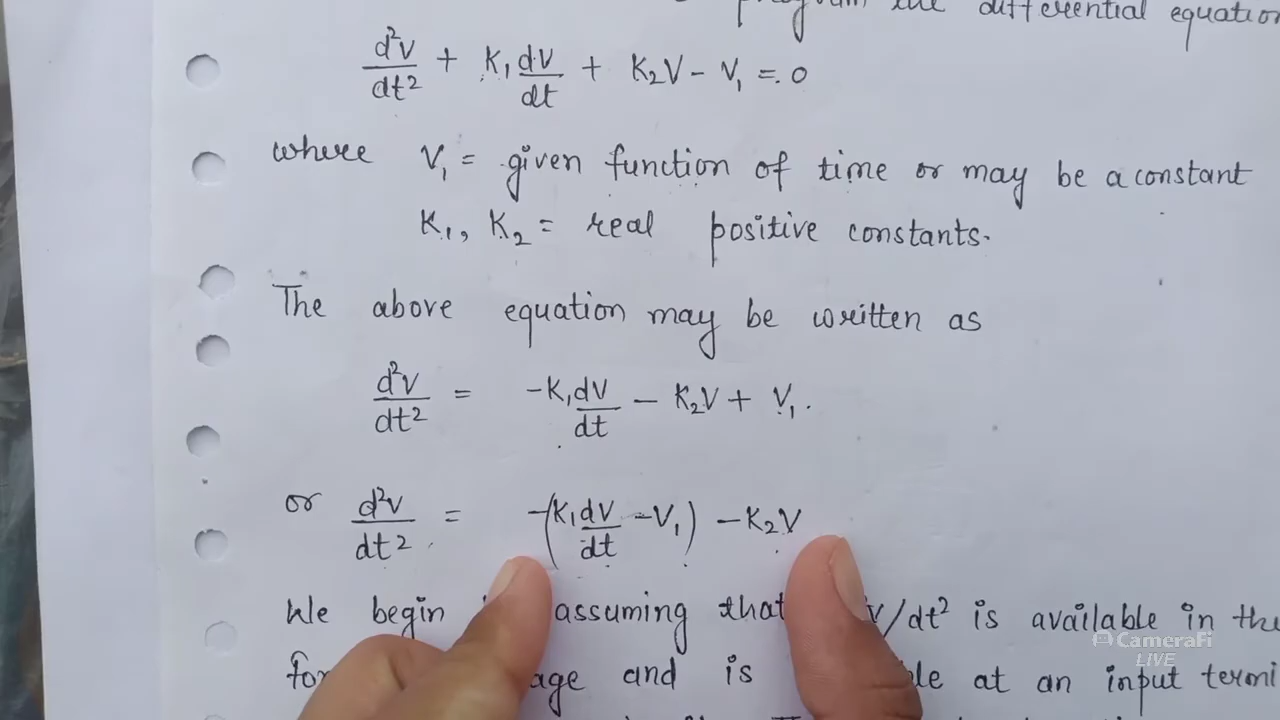 program the differential equation
d²v/dt² + K₁ dv/dt + K₂V - V₁ = 0
where V₁ = given function of time or may be a constant
K₁, K₂ = real positive constants.
The above equation may be written as
d²v/dt² = -K₁ dv/dt - K₂V + V₁.
or d²v/dt² = -(K₁ dv/dt - V₁) - K₂V
We begin assuming that v/dt² is available in the
and is at an input termi
CameraFi
LIVE